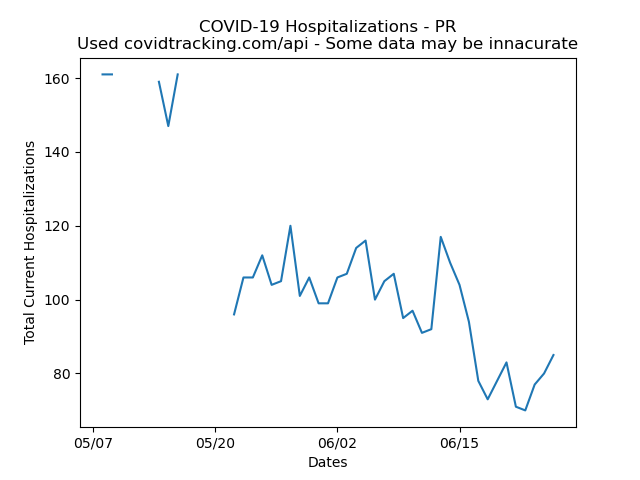 COVID-19 Hospitalizations - PR
Used covidtracking.com/api - Some data may be innacurate
160
140
120
100
80
Total Current Hospitalizations
05/07
05/20
06/02
06/15
Dates